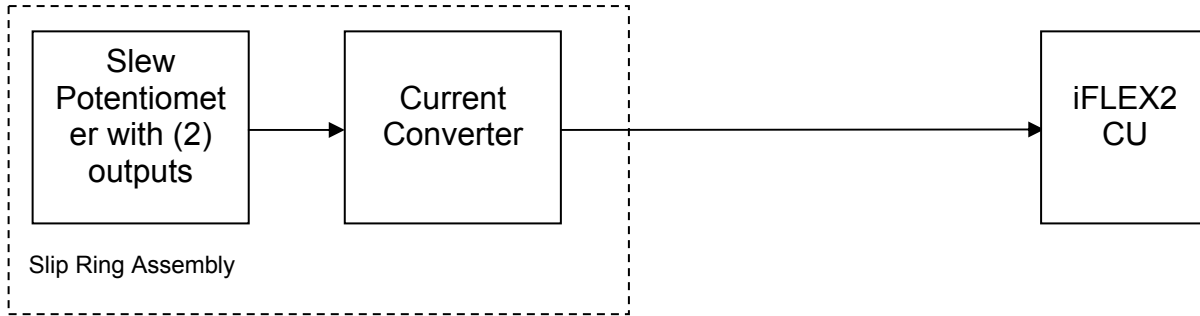 Slew
Potentiomet
er with (2)
outputs
Current
Converter
iFLEX2
CU
Slip Ring Assembly